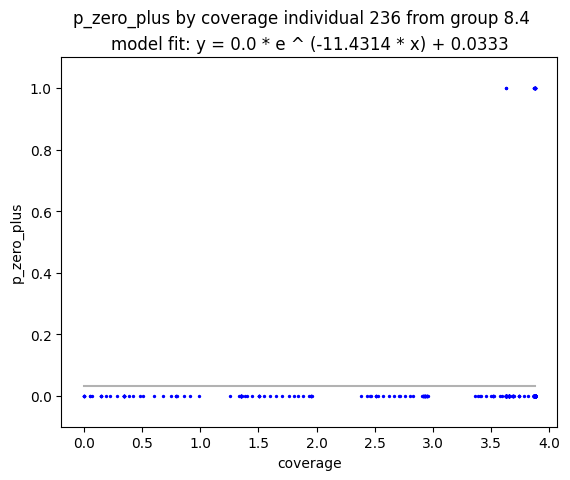 p_zero_plus by coverage individual 236 from group 8.4
model fit: y = 0.0 * e ^ (-11.4314 * x) + 0.0333
1.0
0.8
0.6
0.4
0.2
0.0
p_zero_plus
0.0 0.5 1.0 1.5 2.0 2.5 3.0 3.5 4.0
coverage